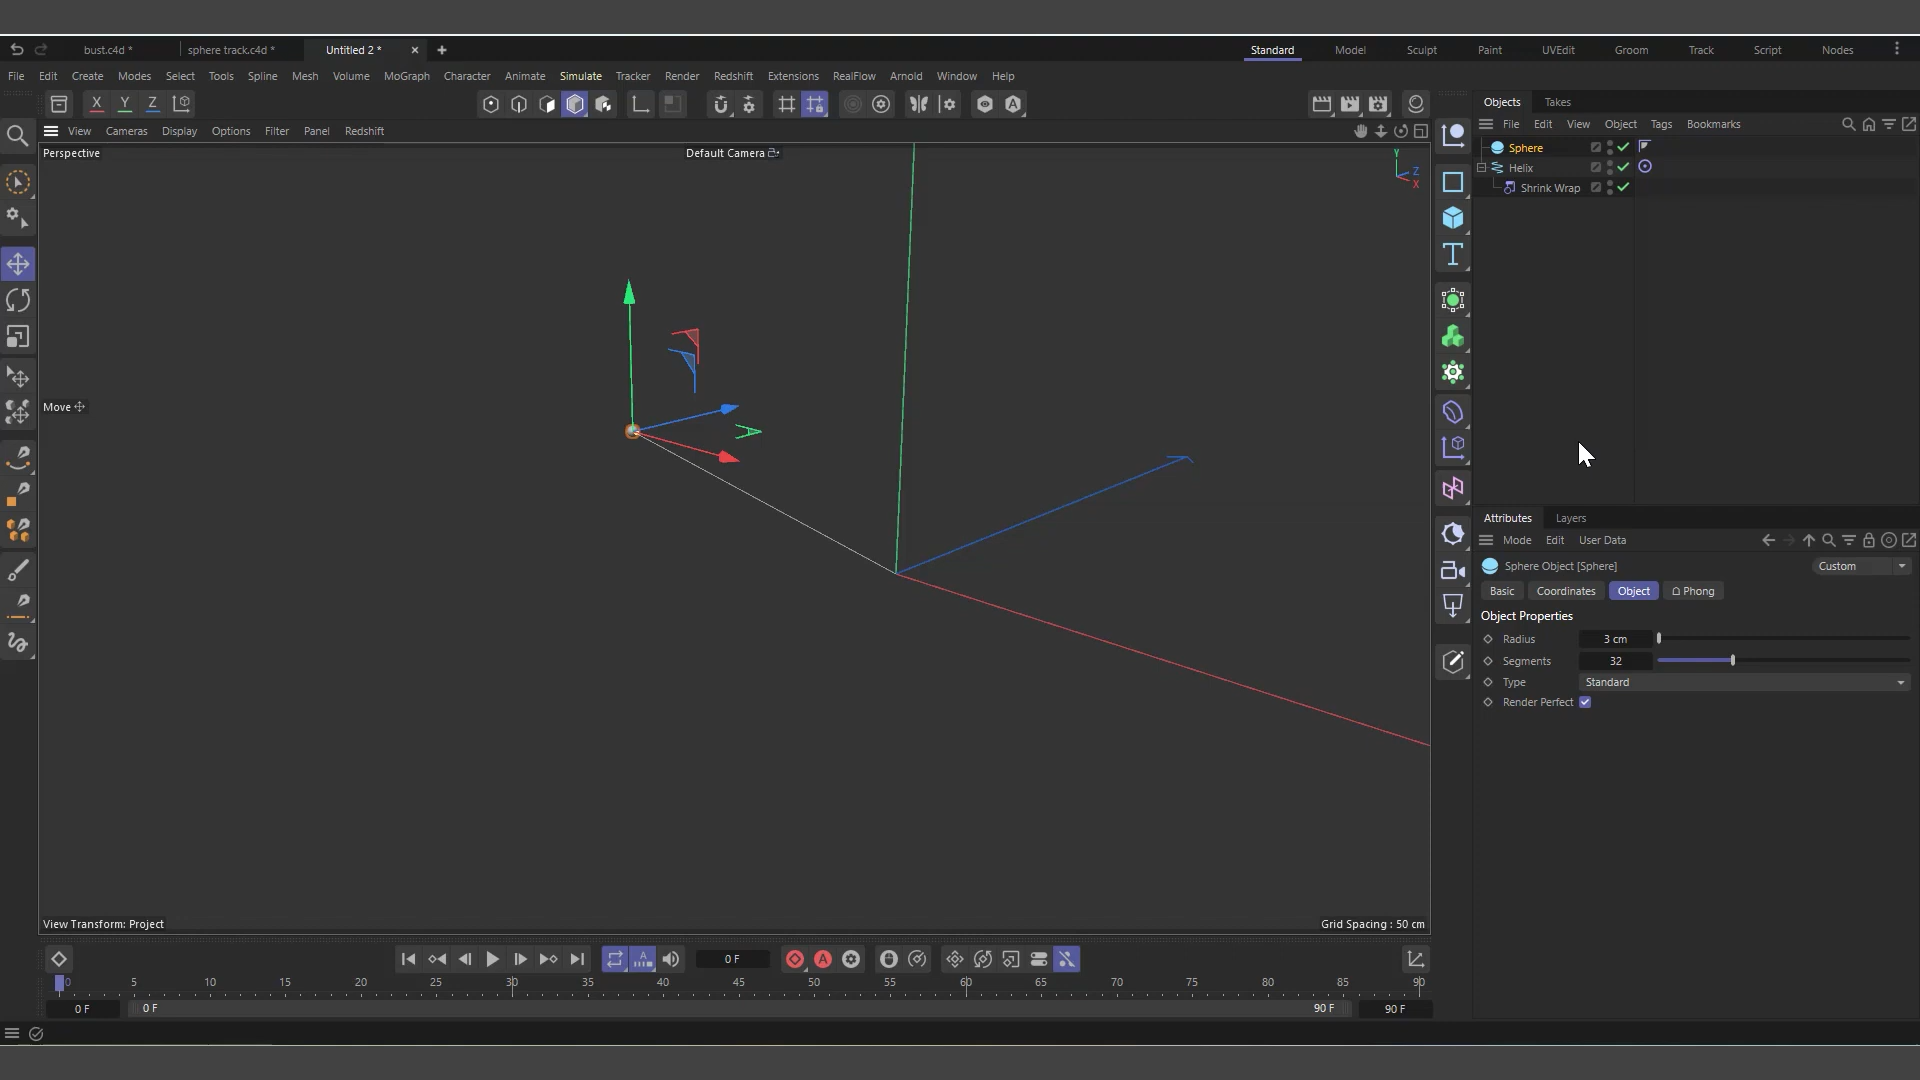 bust.c4d *
sphere track.c4d *
Untitled 2 *
Standard
Model
Sculpt
Paint
UVEdit
Groom
Track
Script
Nodes
File Edit Create Modes Select Tools Spline Mesh Volume MoGraph Character Animate Simulate Tracker Render Redshift Extensions RealFlow Arnold Window Help
X Y Z
Objects Takes
View Cameras Display Options Filter Panel Redshift
File Edit View Object Tags Bookmarks
Perspective
Default Camera
Y
Z
X
Sphere
Helix
Shrink Wrap
Move
Attributes Layers
Mode Edit User Data
Sphere Object [Sphere]
Custom
Basic Coordinates Object Phong
Object Properties
Radius 3 cm
Segments 32
Type Standard
Render Perfect
View Transform: Project
Grid Spacing : 50 cm
0 F
0 5 10 15 20 25 30 35 40 45 50 55 60 65 70 75 80 85 90
0 F 0 F 90 F 90 F